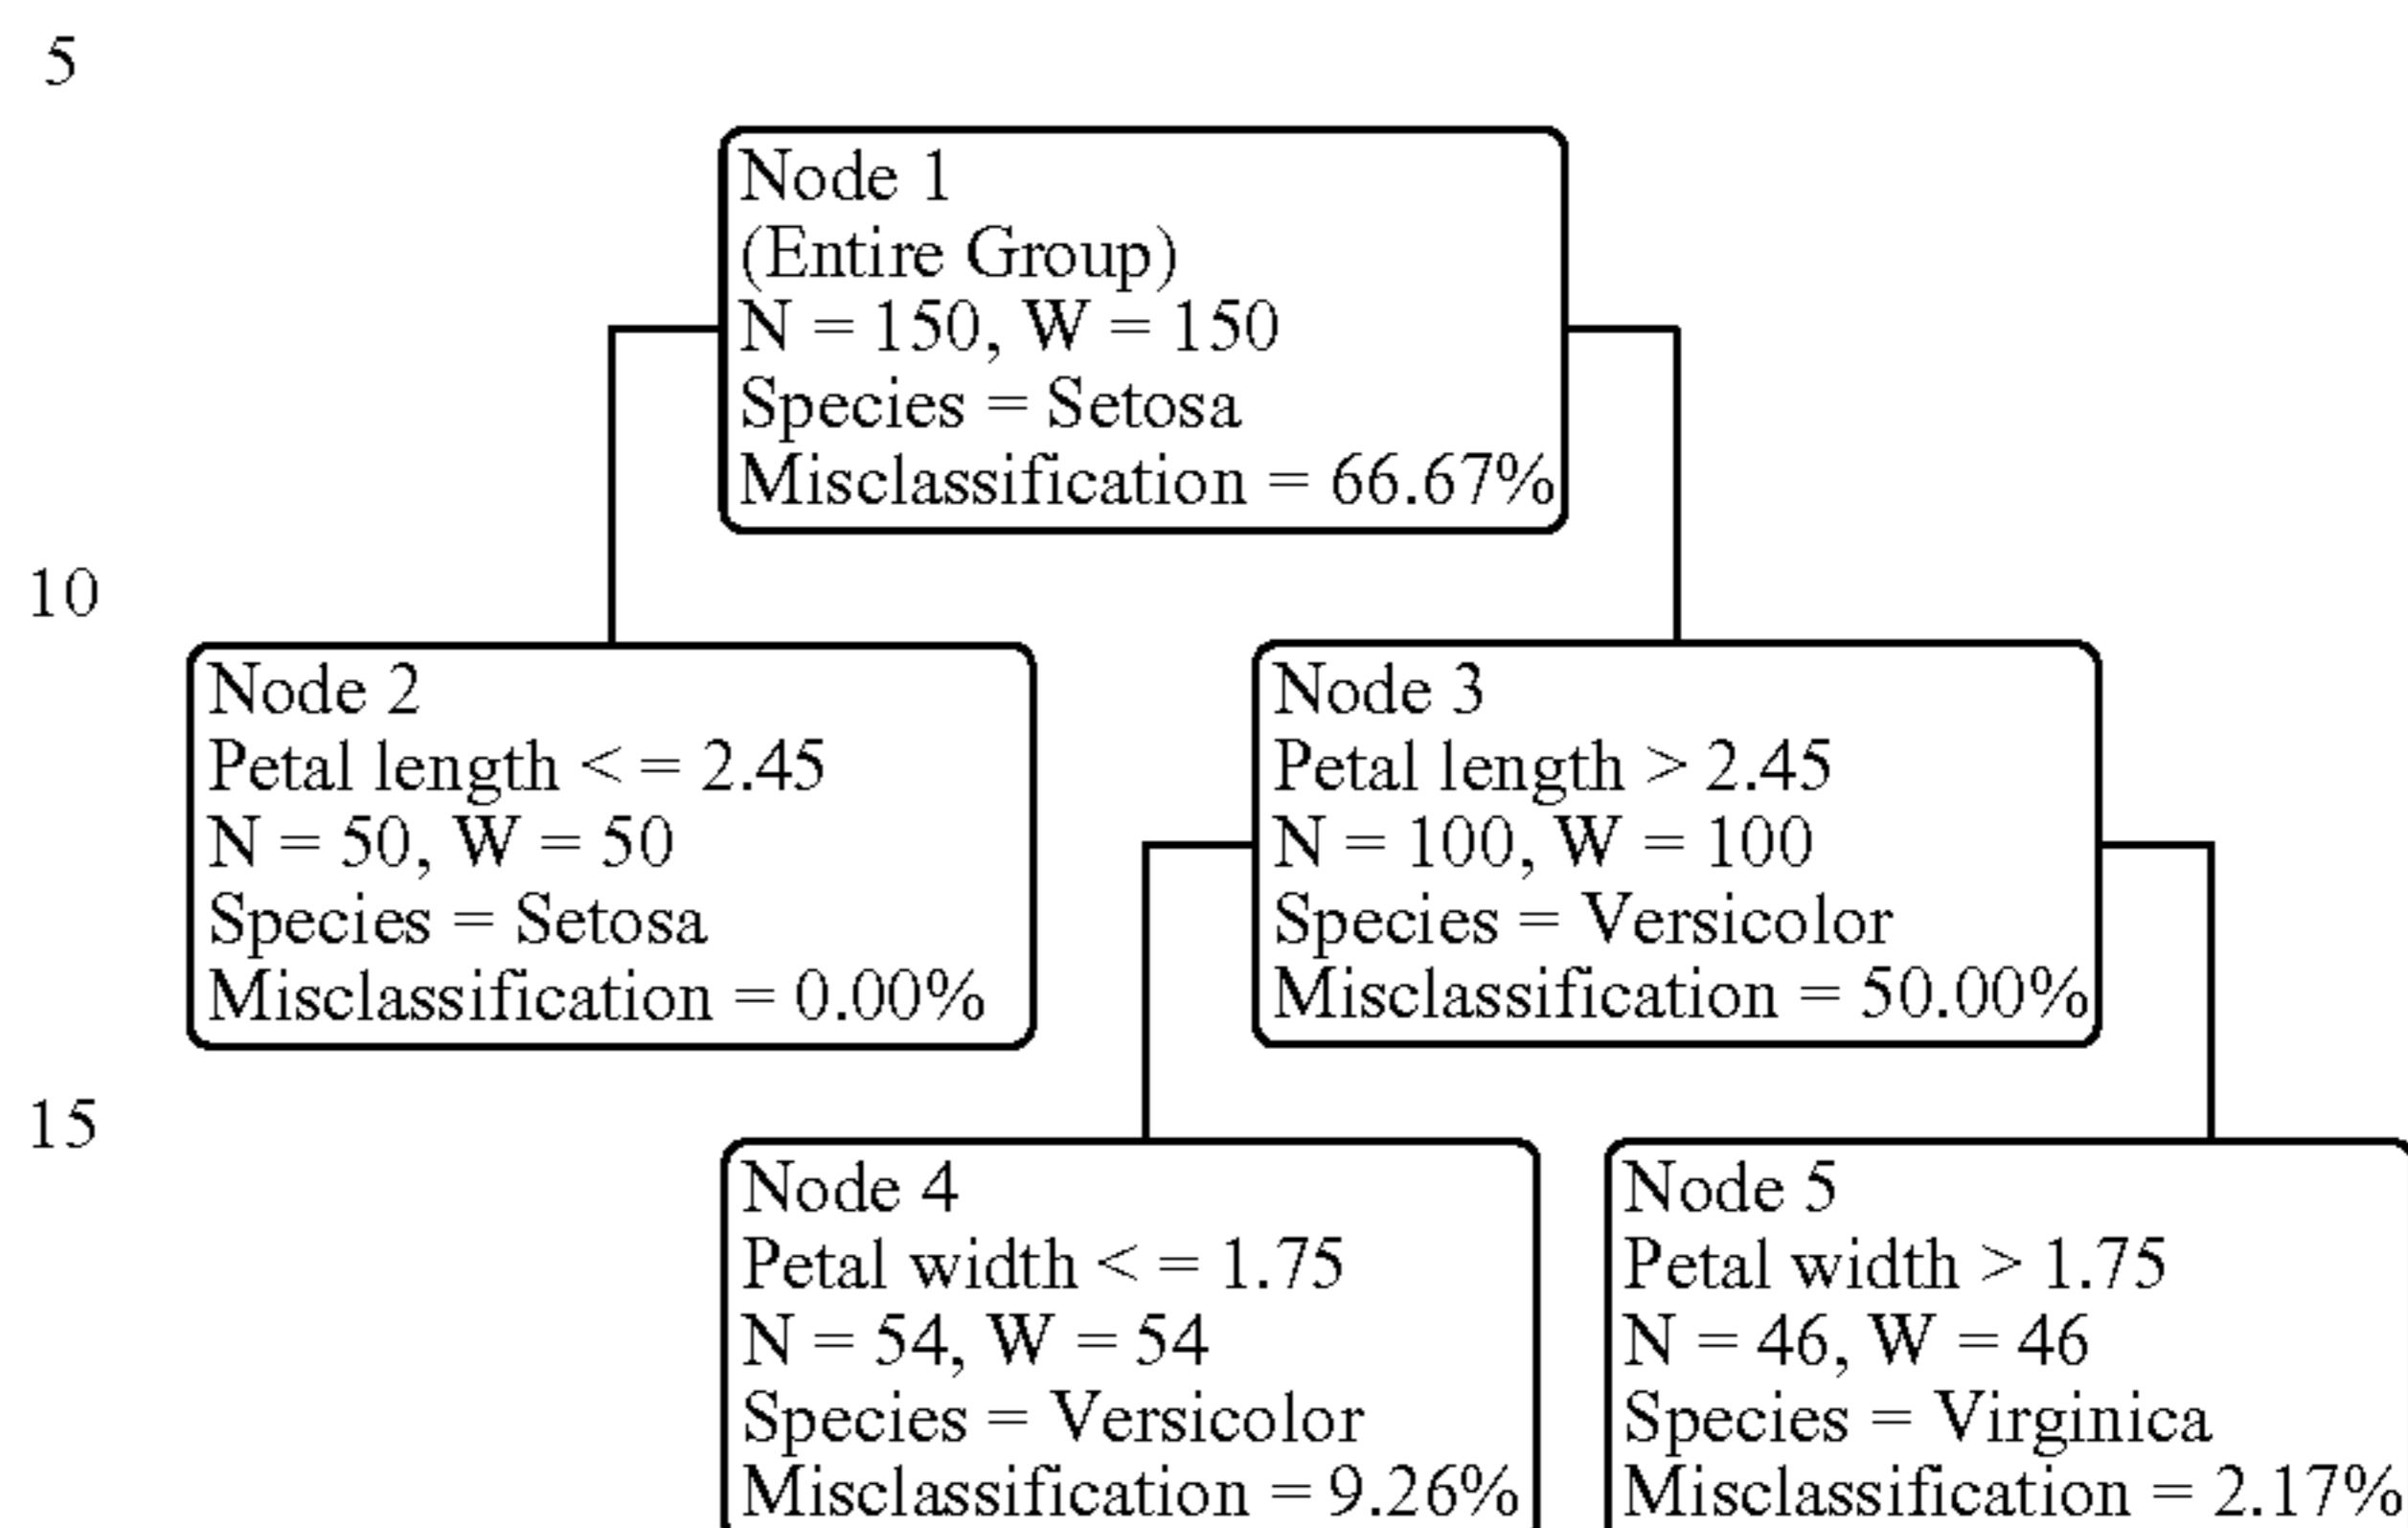 5
Node 1
(Entire Group)
N = 150, W = 150
Species = Setosa
Misclassification = 66.67%
10
Node 2
Petal length < = 2.45
N = 50, W = 50
Species = Setosa
Misclassification = 0.00%
Node 3
Petal length > 2.45
N = 100, W = 100
Species = Versicolor
Misclassification = 50.00%
15
Node 4
Petal width < = 1.75
N = 54, W = 54
Species = Versicolor
Misclassification = 9.26%
Node 5
Petal width > 1.75
N = 46, W = 46
Species = Virginica
Misclassification = 2.17%